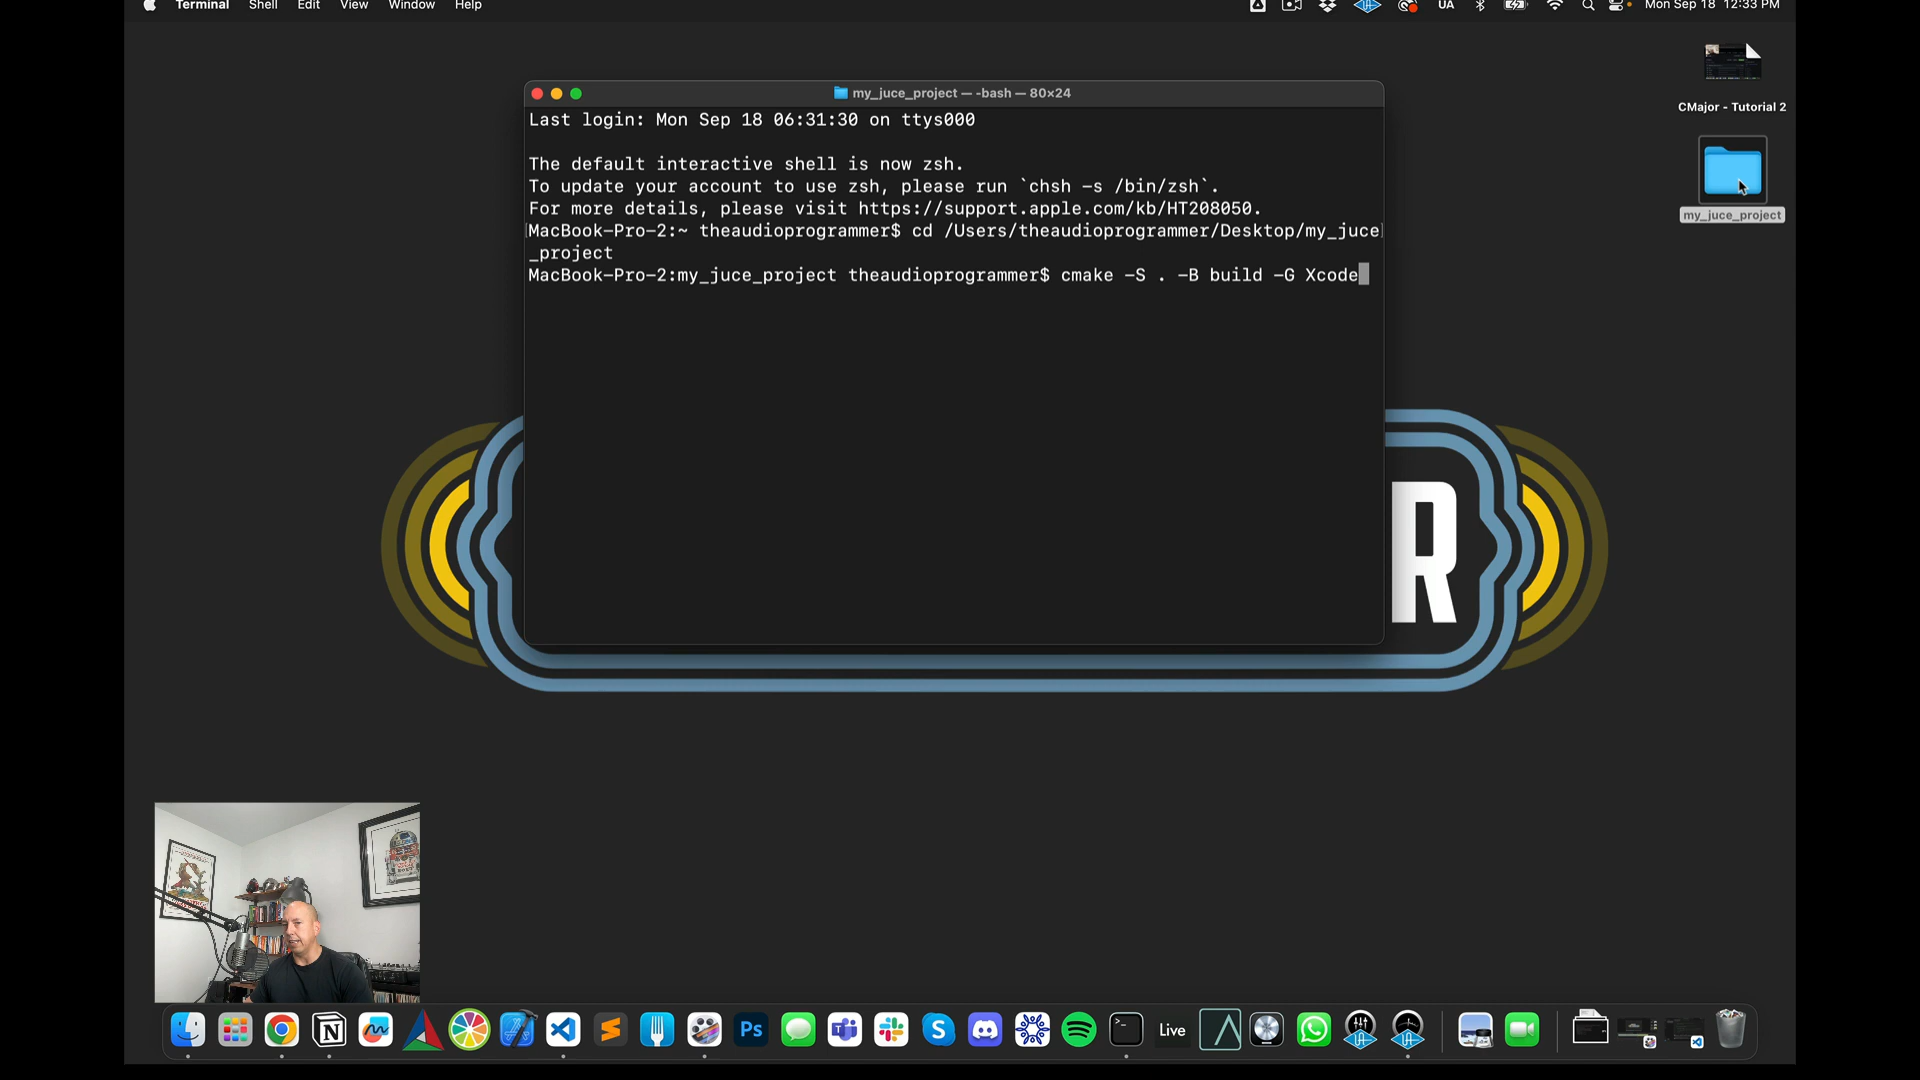 Terminal Shell Edit View Window Help
UA
Mon Sep 18 12:33 PM
CMajor - Tutorial 2
my_juce_project
my_juce_project — -bash — 80×24
Last login: Mon Sep 18 06:31:30 on ttys000
The default interactive shell is now zsh.
To update your account to use zsh, please run `chsh -s /bin/zsh`.
For more details, please visit https://support.apple.com/kb/HT208050.
MacBook-Pro-2:~ theaudioprogrammer$ cd /Users/theaudioprogrammer/Desktop/my_juce
_project
MacBook-Pro-2:my_juce_project theaudioprogrammer$ cmake -S . -B build -G Xcode
R
Ps
Live